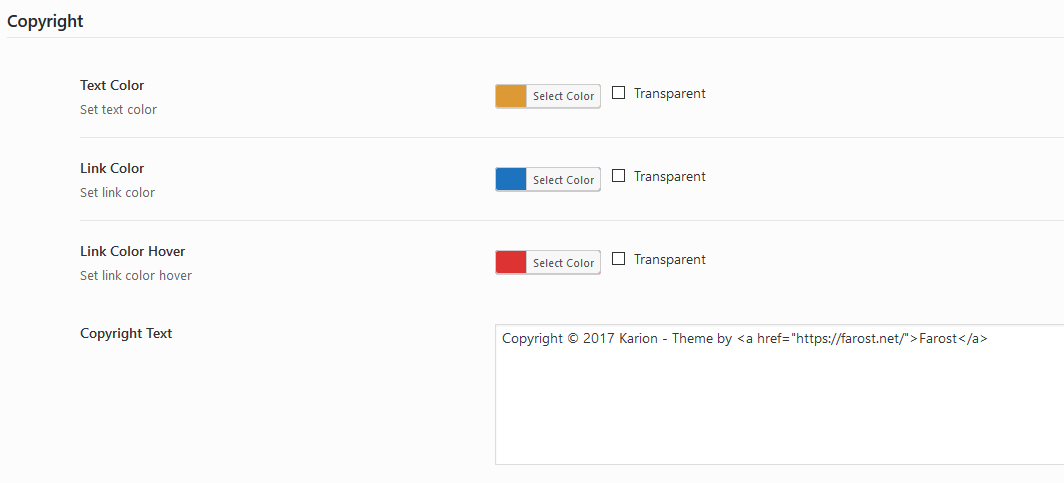 Copyright
Text Color
Set text color
Select Color
Transparent
Link Color
Set link color
Select Color
Transparent
Link Color Hover
Set link color hover
Select Color
Transparent
Copyright Text
Copyright © 2017 Karion - Theme by <a href="https://farost.net/">Farost</a>